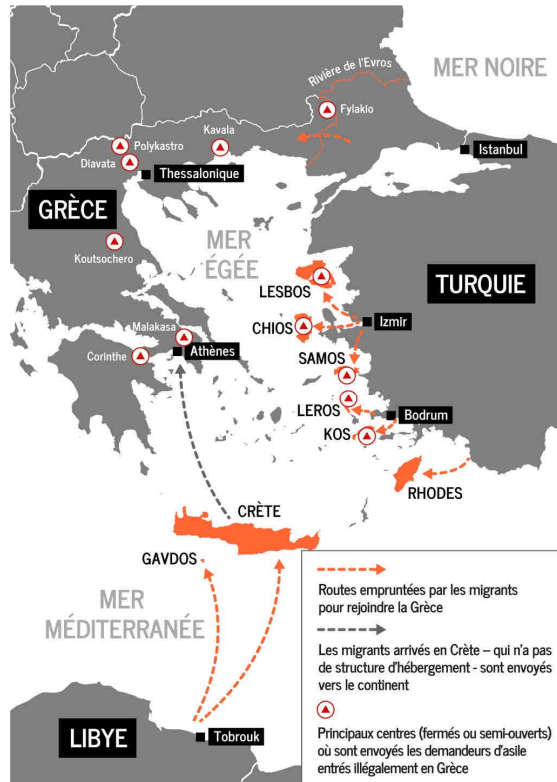 Rivière de l'Evros
MER NOIRE
Fylakio
Kavala
Polykastro
Istanbul
Diavata
Thessalonique
GRÈCE
MER
ÉGÉE
Koutsochero
LESBOS
TURQUIE
CHIOS
Izmir
Malakasa
Athènes
Corinthe
SAMOS
LEROS
Bodrum
KOS
RHODES
CRÈTE
GAVDOS
MER
MÉDITERRANÉE
Routes empruntées par les migrants
pour rejoindre la Grèce
Les migrants arrivés en Crète – qui n'a pas
de structure d'hébergement - sont envoyés
vers le continent
Principaux centres (fermés ou semi-ouverts)
où sont envoyés les demandeurs d'asile
entrés illégalement en Grèce
LIBYE
Tobrouk